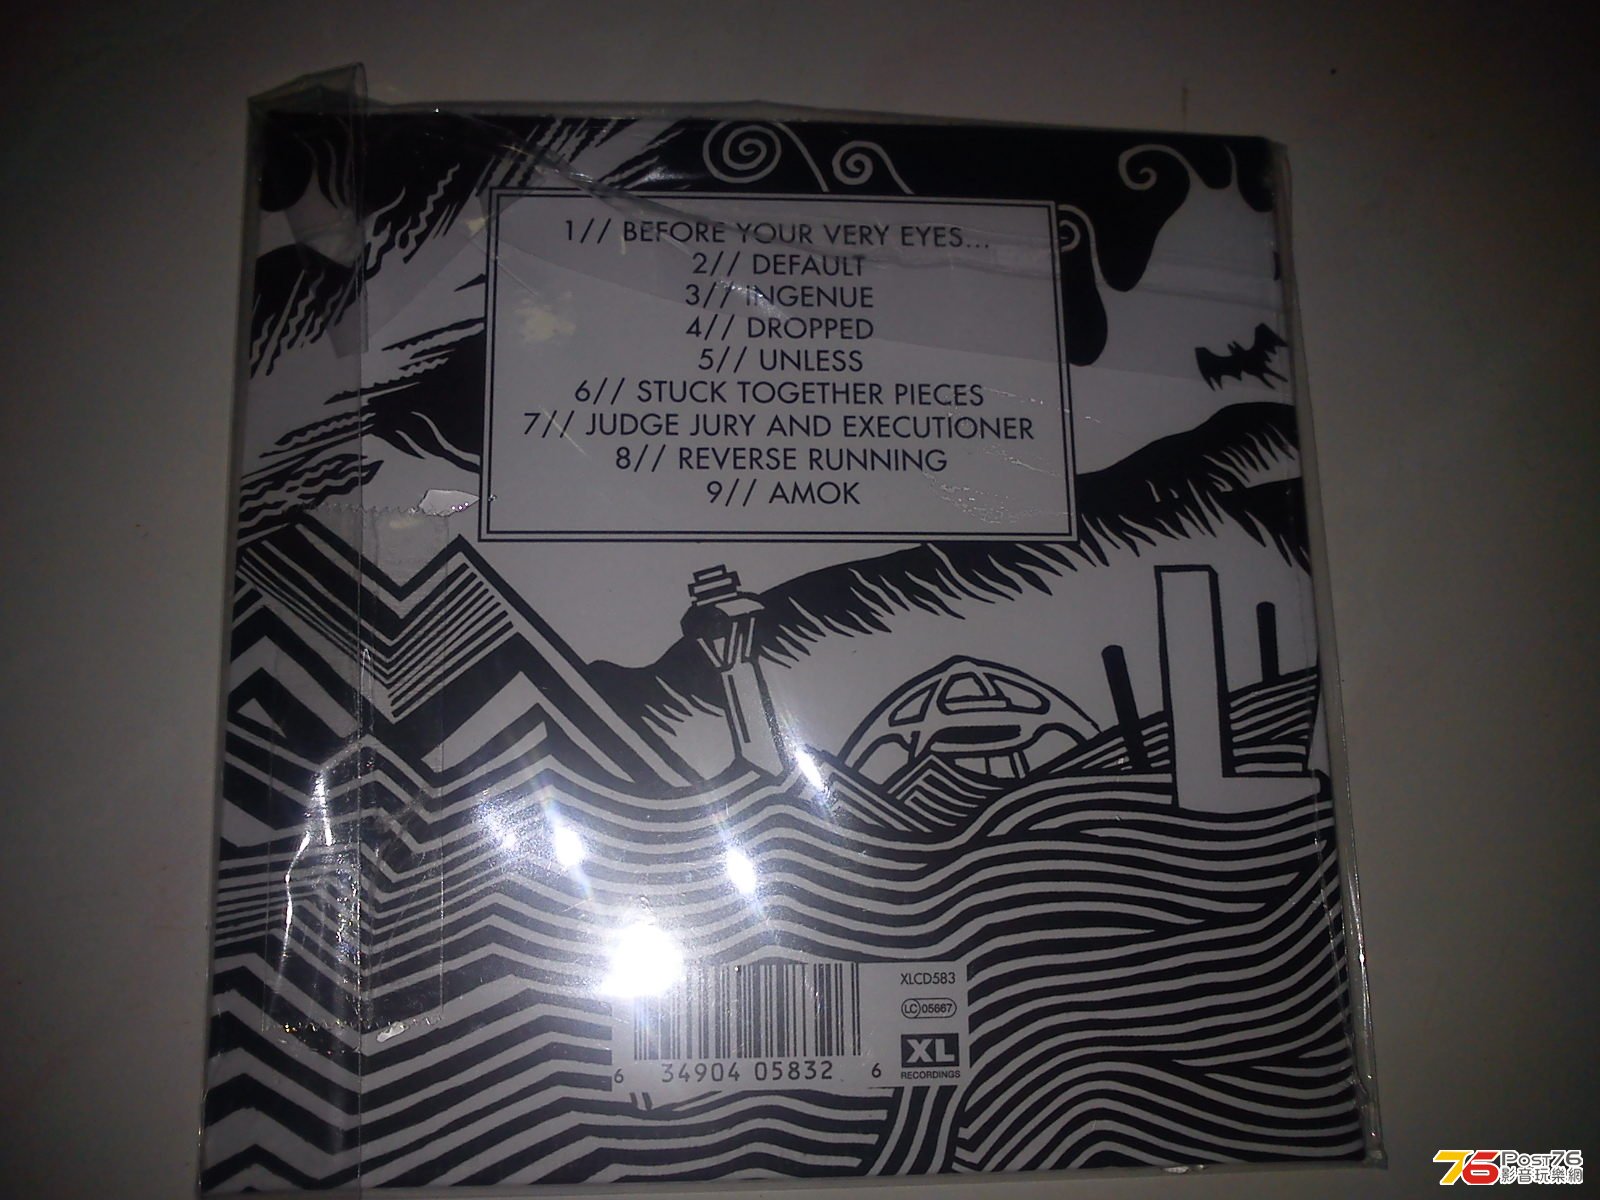 1// BEFORE YOUR VERY EYES...
2// DEFAULT
3// INGENUE
4// DROPPED
5// UNLESS
6// STUCK TOGETHER PIECES
7// JUDGE JURY AND EXECUTIONER
8// REVERSE RUNNING
9// AMOK
XLCD583
LC 05667
XL
RECORDINGS
6 34904 05832 6
76 Post76
影音玩樂網